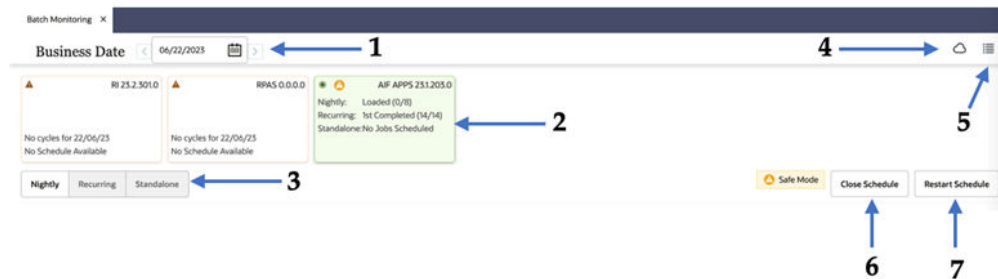 Batch Monitoring ×
Business Date < 06/22/2023 > 1
4
5
RI 23.2.301.0
No cycles for 22/06/23
No Schedule Available
RPAS 0.0.0.0
No cycles for 22/06/23
No Schedule Available
AIF APPS 23.1.203.0
Nightly: Loaded (0/8)
Recurring: 1st Completed (14/14)
Standalone: No Jobs Scheduled
2
Nightly Recurring Standalone 3
Safe Mode Close Schedule Restart Schedule
6 7